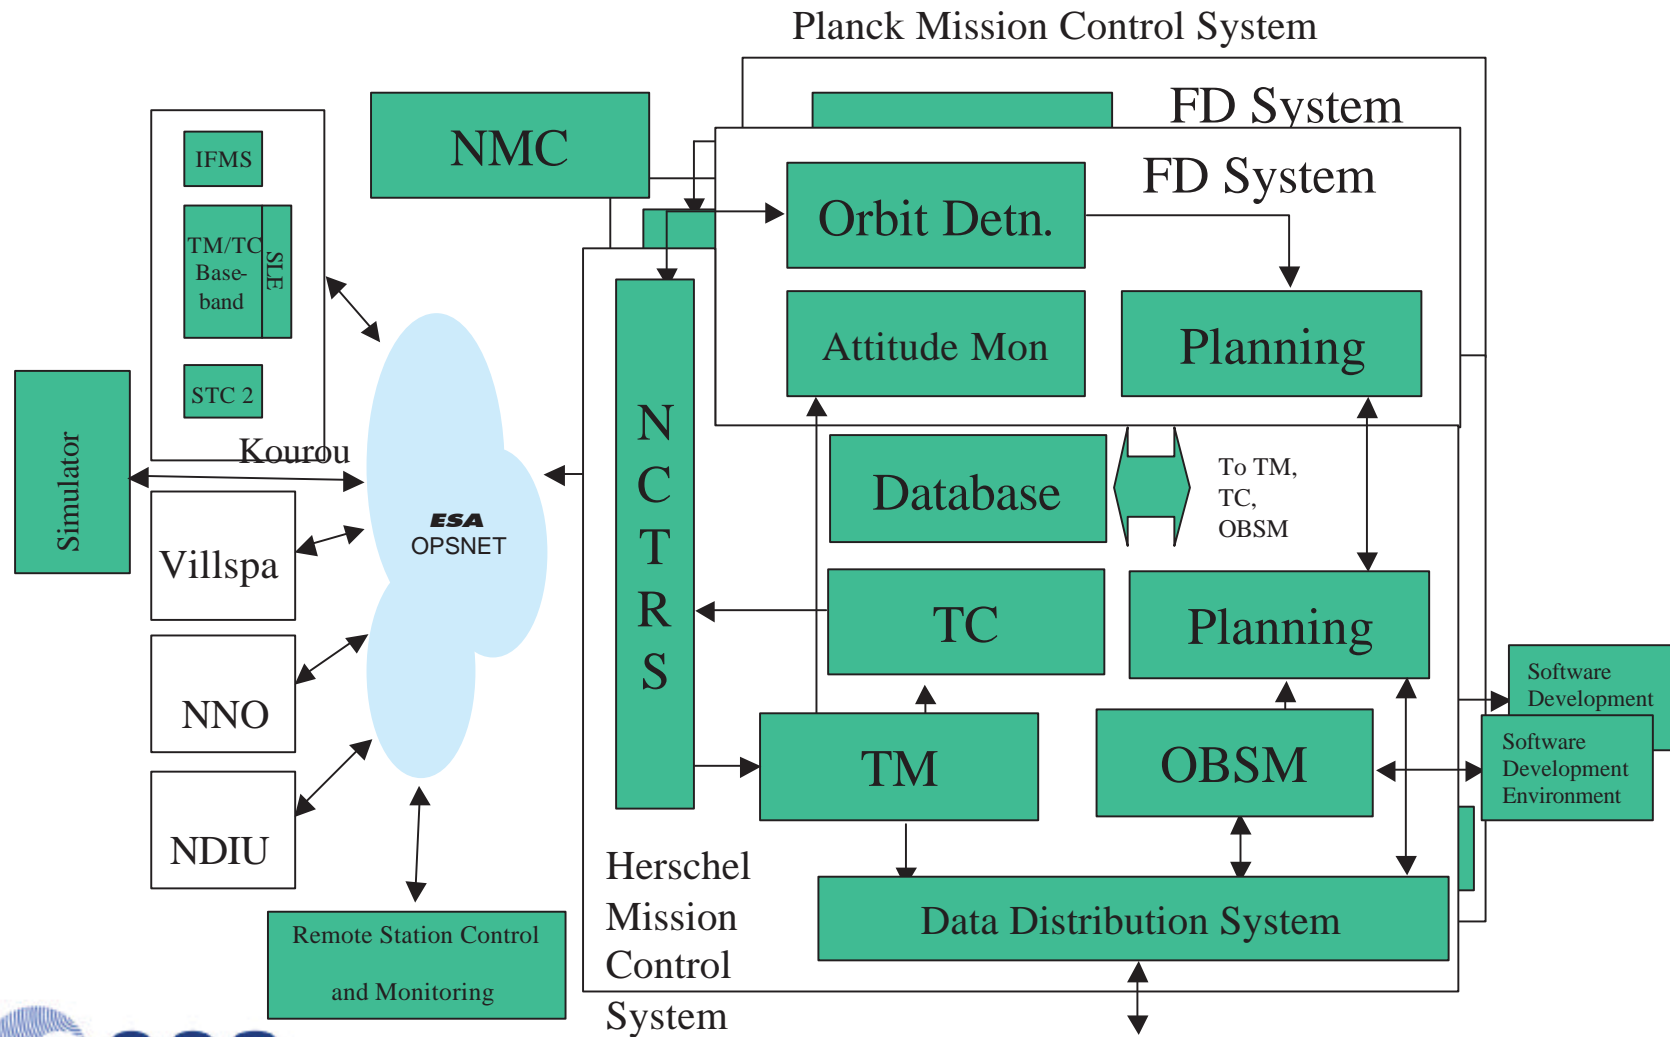 Planck Mission Control System
FD System
FD System
NMC
IFMS
TM/TC
Base-
band
SLE
STC 2
Kourou
Simulator
Villspa
NNO
NDIU
ESA
OPSNET
Remote Station Control
and Monitoring
N
C
T
R
S
Orbit Detn.
Attitude Mon
Planning
Database
To TM,
TC,
OBSM
TC
Planning
TM
OBSM
Software
Development
Software
Development
Environment
Data Distribution System
Herschel
Mission
Control
System